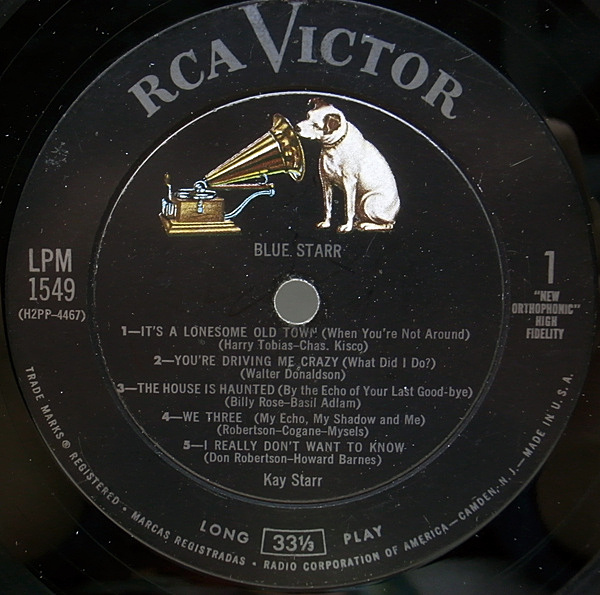 RCA VICTOR
BLUE STARR
LPM
1549
(H2PP-4467)
1
"NEW
ORTHOPHONIC"
HIGH
FIDELITY
1—IT'S A LONESOME OLD TOWN (When You're Not Around)
(Harry Tobias-Chas. Kisco)
2—YOU'RE DRIVING ME CRAZY (What Did I Do?)
(Walter Donaldson)
3—THE HOUSE IS HAUNTED (By the Echo of Your Last Good-bye)
(Billy Rose-Basil Adlam)
4—WE THREE (My Echo, My Shadow and Me)
(Robertson-Cogane-Mysels)
5—I REALLY DON'T WANT TO KNOW
(Don Robertson-Howard Barnes)
Kay Starr
LONG 33⅓ PLAY
TRADE MARKS ® REGISTERED • MARCAS REGISTRADAS • RADIO CORPORATION OF AMERICA—CAMDEN, N. J.—MADE IN U. S. A.